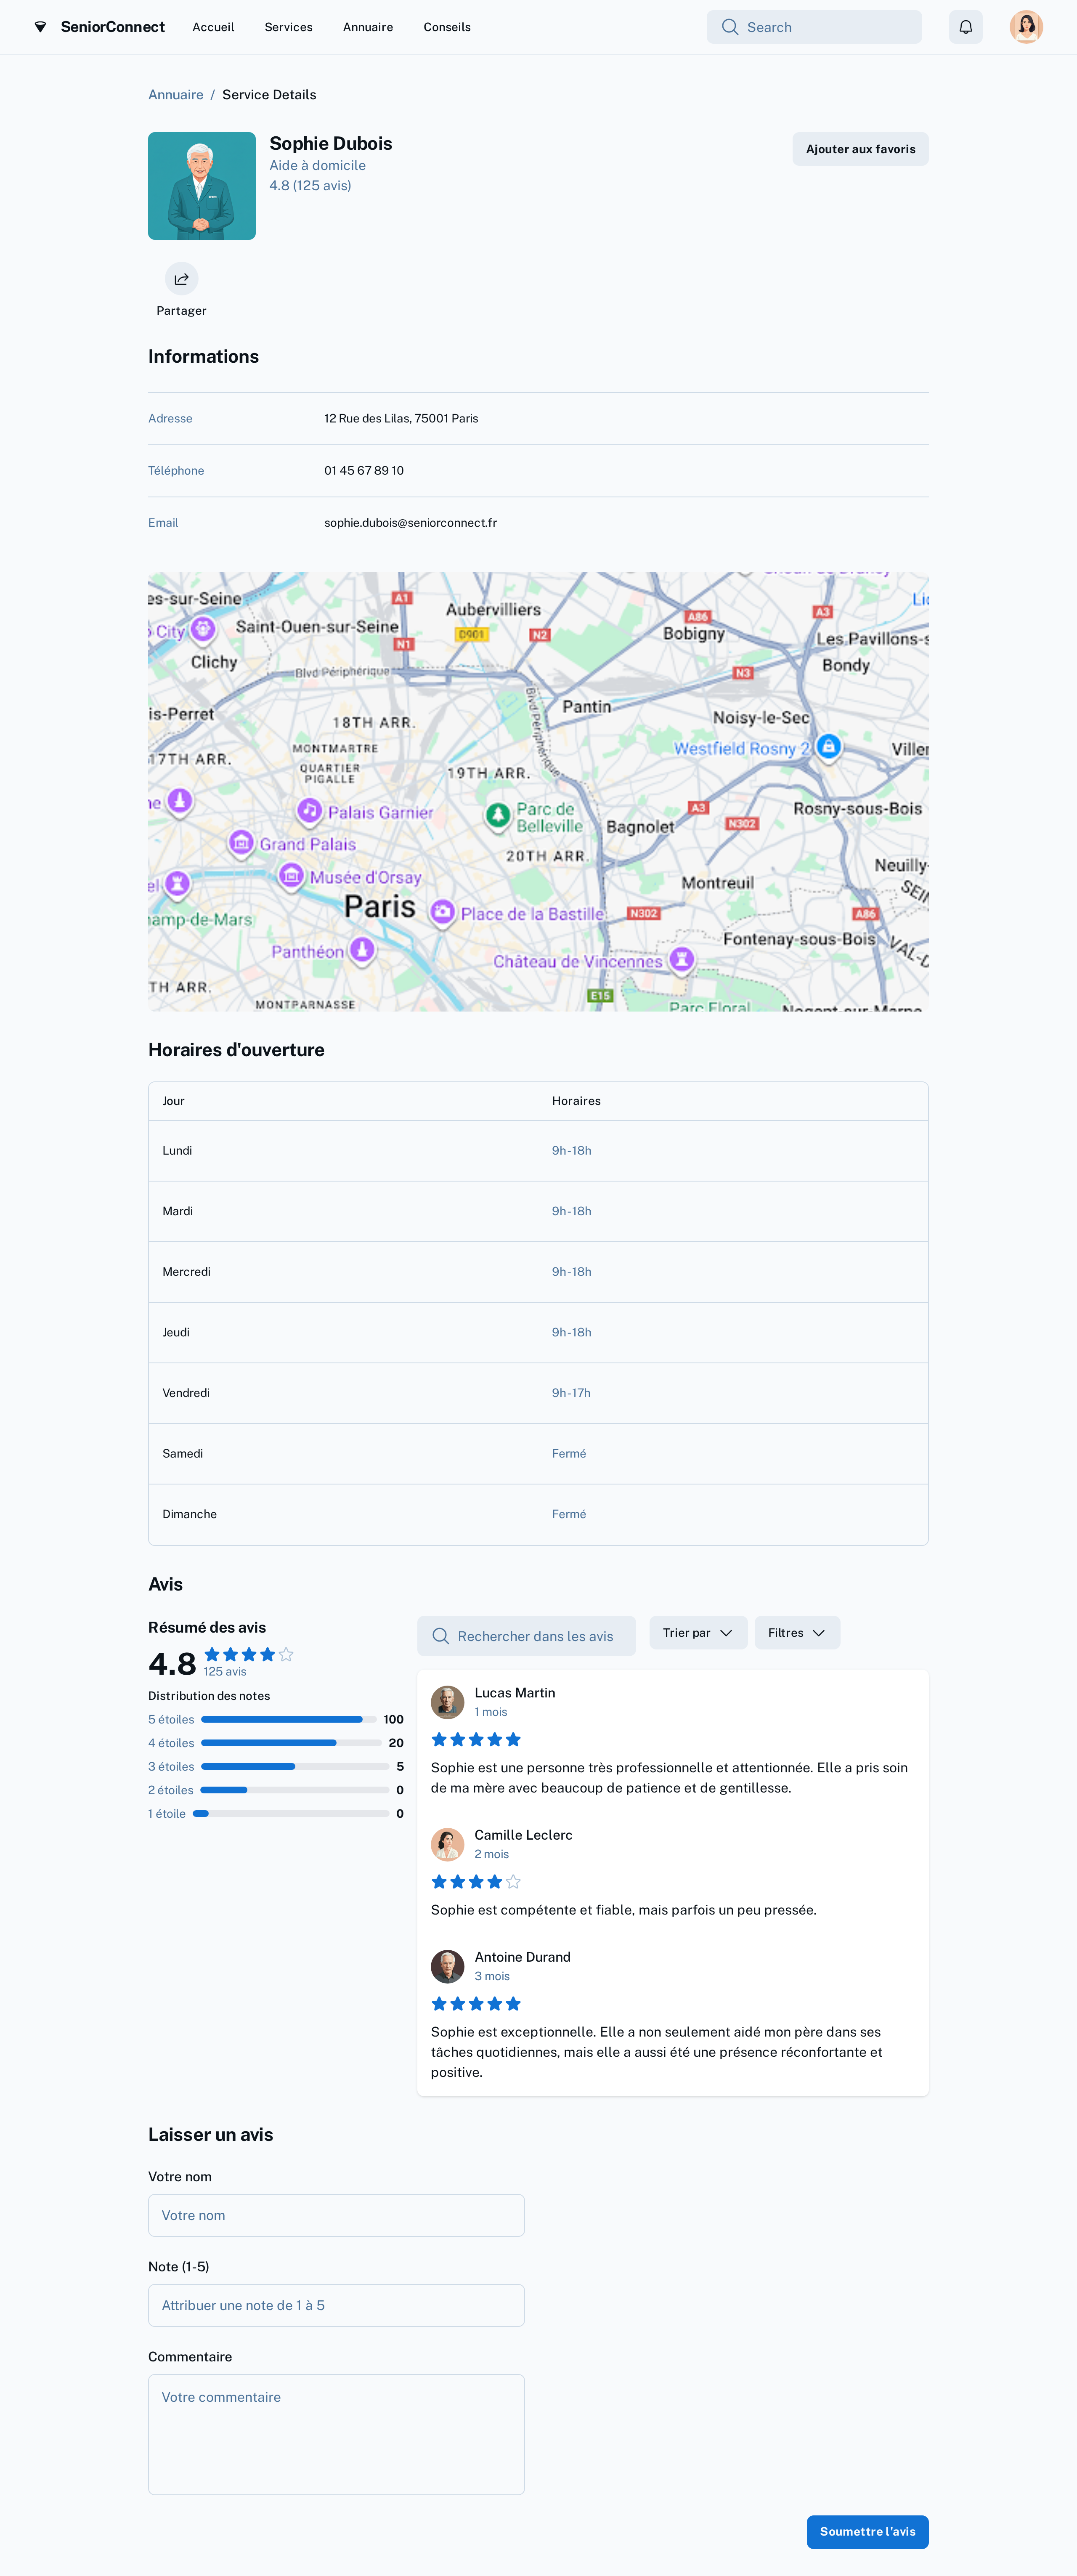 SeniorConnect
Accueil
Services
Annuaire
Conseils
Search
Annuaire / Service Details
Sophie Dubois
Aide à domicile
4.8 (125 avis)
Ajouter aux favoris
Partager
Informations
Adresse
12 Rue des Lilas, 75001 Paris
Téléphone
01 45 67 89 10
Email
sophie.dubois@seniorconnect.fr
es-sur-Seine
A1
Aubervilliers
A86
A3
City
Saint-Ouen-sur-Seine
D901
N2
Bobigny
Les Pavillons-s
N1
Clichy
Blvd Périphérique
N3
Bondy
is-Perret
18TH ARR.
Blvd Périphérique
Pantin
Noisy-le-Sec
17TH ARR.
MONTMARTRE
QUARTIER
PIGALLE
19TH ARR.
Westfield Rosny 2
Viller
ne
Palais Garnier
Parc de
Belleville
A3
Rosny-sous-Bois
Bagnolet
N302
Grand Palais
20TH ARR.
Neuilly-
el
Musée d'Orsay
Montreuil
SEIN
Paris
Place de la Bastille
N302
A86
hamp-de-Mars
Fontenay-sous-Bois
VAL-D
Panthéon
Château de Vincennes
TH ARR.
E15
MONTPARNASSE
Parc Floral
Nogent-sur-Marne
Horaires d'ouverture
Jour
Horaires
Lundi
9h-18h
Mardi
9h-18h
Mercredi
9h-18h
Jeudi
9h-18h
Vendredi
9h-17h
Samedi
Fermé
Dimanche
Fermé
Avis
Résumé des avis
4.8
125 avis
Distribution des notes
5 étoiles
100
4 étoiles
20
3 étoiles
5
2 étoiles
0
1 étoile
0
Rechercher dans les avis
Trier par
Filtres
Lucas Martin
1 mois
Sophie est une personne très professionnelle et attentionnée. Elle a pris soin
de ma mère avec beaucoup de patience et de gentillesse.
Camille Leclerc
2 mois
Sophie est compétente et fiable, mais parfois un peu pressée.
Antoine Durand
3 mois
Sophie est exceptionnelle. Elle a non seulement aidé mon père dans ses
tâches quotidiennes, mais elle a aussi été une présence réconfortante et
positive.
Laisser un avis
Votre nom
Votre nom
Note (1-5)
Attribuer une note de 1 à 5
Commentaire
Votre commentaire
Soumettre l'avis